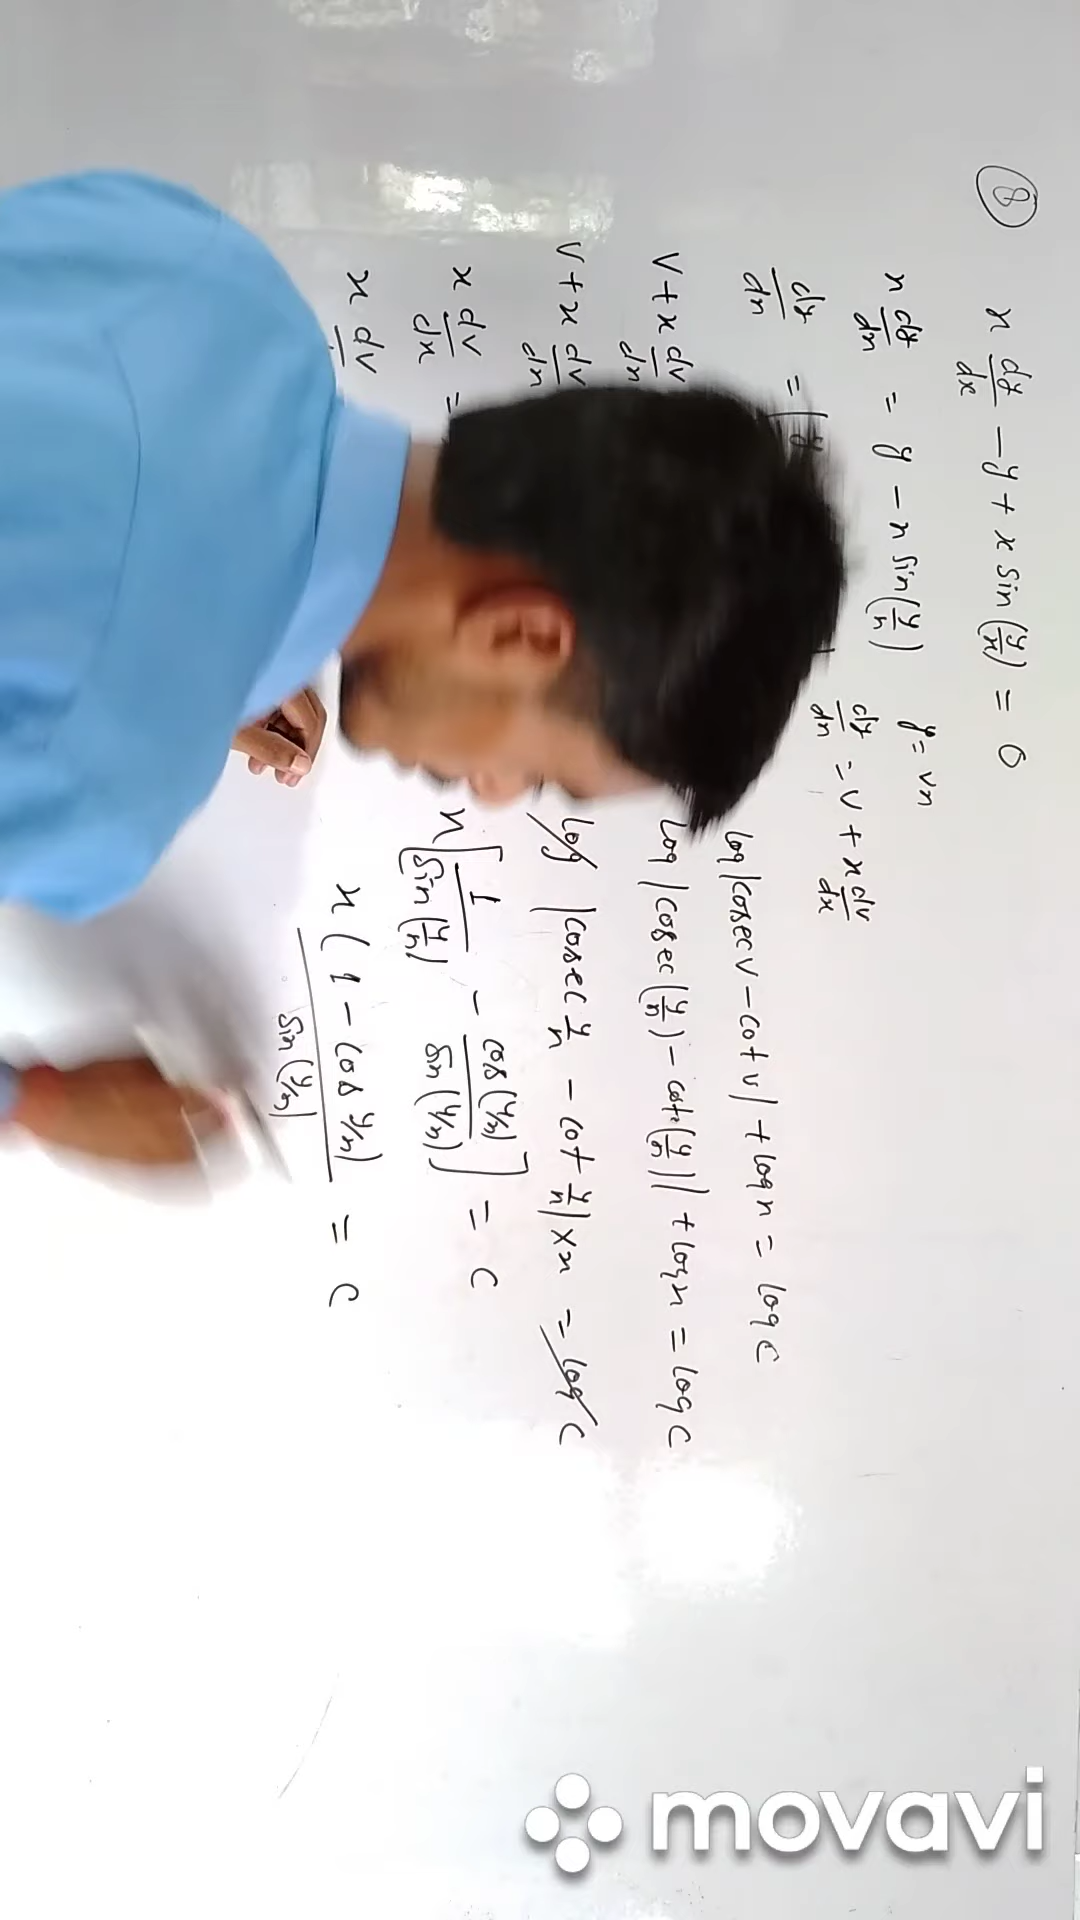 ⑧ x dy/dx - y + x sin(y/x) = 0
x dy/dx = y - x sin(y/x)
y = vx
dy/dx = y
dy/dx = v + x dv/dx
v + x dv/dx
v + x dv/dx
x dv/dx =
x dv
log|cosec v - cot v| + log x = log c
log|cosec(y/x) - cot(y/x)| + log x = log c
log |cosec y/x - cot y/x| × x = log c
x[1/sin(y/x) - cos(y/x)/sin(y/x)] = c
x(1 - cos y/x)/sin(y/x) = c
movavi